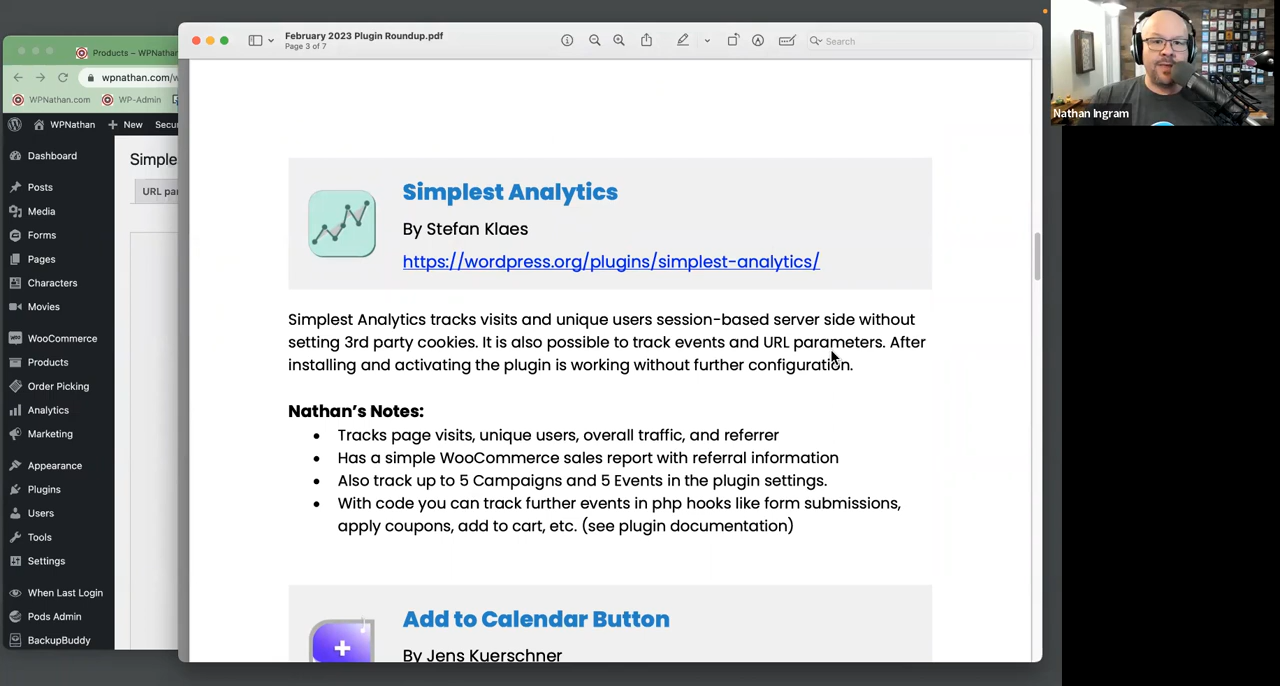 February 2023 Plugin Roundup.pdf
Page 3 of 7
Search
Products – WPNathan
wpnathan.com/w
WPNathan.com
WP-Admin
WPNathan
New
Secur
Dashboard
Posts
Media
Forms
Pages
Characters
Movies
WooCommerce
Products
Order Picking
Analytics
Marketing
Appearance
Plugins
Users
Tools
Settings
When Last Login
Pods Admin
BackupBuddy
Simple
URL par
Simplest Analytics
By Stefan Klaes
https://wordpress.org/plugins/simplest-analytics/
Simplest Analytics tracks visits and unique users session-based server side without
setting 3rd party cookies. It is also possible to track events and URL parameters. After
installing and activating the plugin is working without further configuration.
Nathan's Notes:
• Tracks page visits, unique users, overall traffic, and referrer
• Has a simple WooCommerce sales report with referral information
• Also track up to 5 Campaigns and 5 Events in the plugin settings.
• With code you can track further events in php hooks like form submissions,
apply coupons, add to cart, etc. (see plugin documentation)
Add to Calendar Button
By Jens Kuerschner
Nathan Ingram